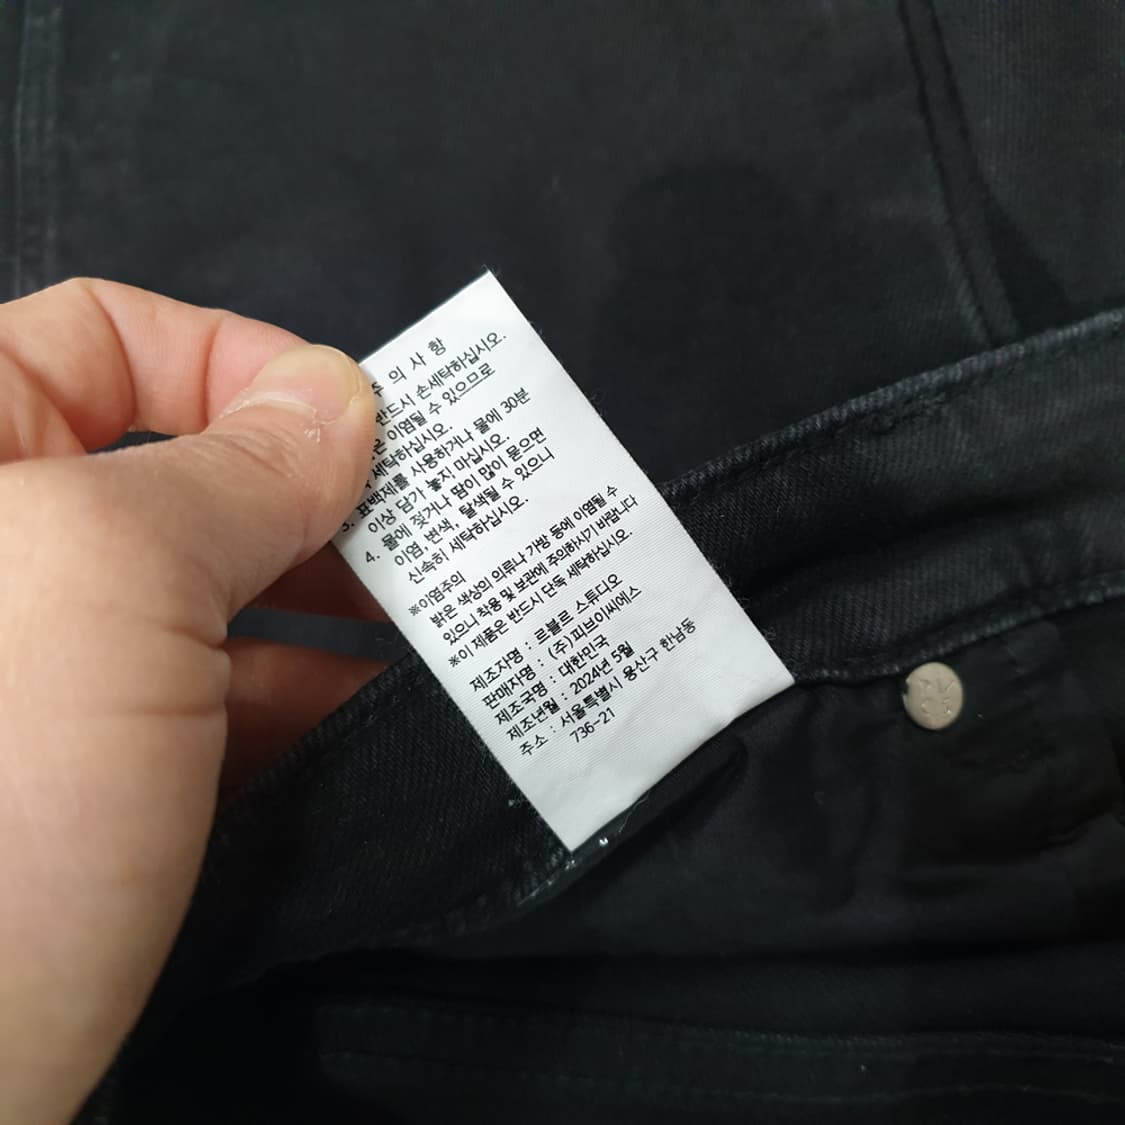 주 의 사 항
반드시 손세탁하십시오.
은 이염될 수 있으므로
세탁하십시오.
3. 표백제를 사용하거나 물에 30분
이상 담가 놓지 마십시오.
4. 물에 젖거나 땀이 많이 묻으면
이염, 변색, 탈색될 수 있으니
신속히 세탁하십시오.
※이염주의
밝은 색상의 의류나 가방 등에 이염될 수
있으니 착용 및 보관에 주의하시기 바랍니다
※이 제품은 반드시 단독 세탁하십시오.
제조자명 : 르블르 스튜디오
판매자명 : (주)피브이씨에스
제조국명 : 대한민국
제조년월 : 2024년 5월
주소 : 서울특별시 용산구 한남동
736-21